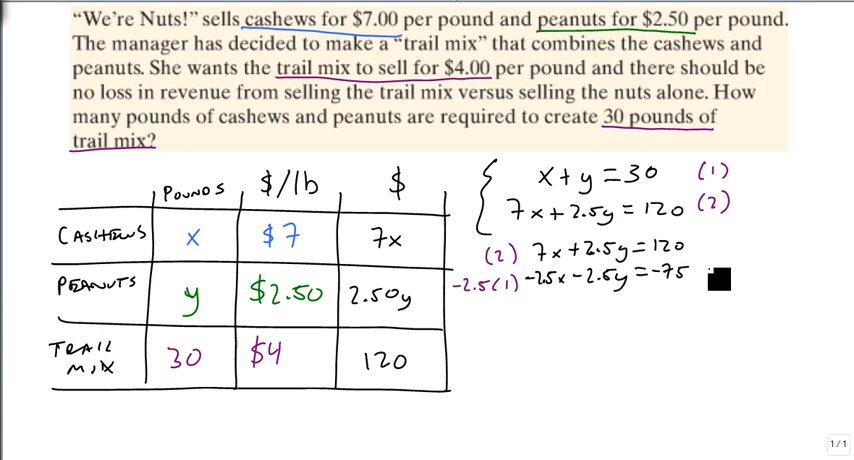 “We’re Nuts!” sells cashews for $7.00 per pound and peanuts for $2.50 per pound.
The manager has decided to make a “trail mix” that combines the cashews and
peanuts. She wants the trail mix to sell for $4.00 per pound and there should be
no loss in revenue from selling the trail mix versus selling the nuts alone. How
many pounds of cashews and peanuts are required to create 30 pounds of
trail mix?
POUNDS $/lb $
CASHEWS x $7 7x
PEANUTS y $2.50 2.50y
TRAIL MIX 30 $4 120
x + y = 30 (1)
7x + 2.5y = 120 (2)
(2) 7x + 2.5y = 120
-2.5(1) -2.5x - 2.5y = -75
1/1